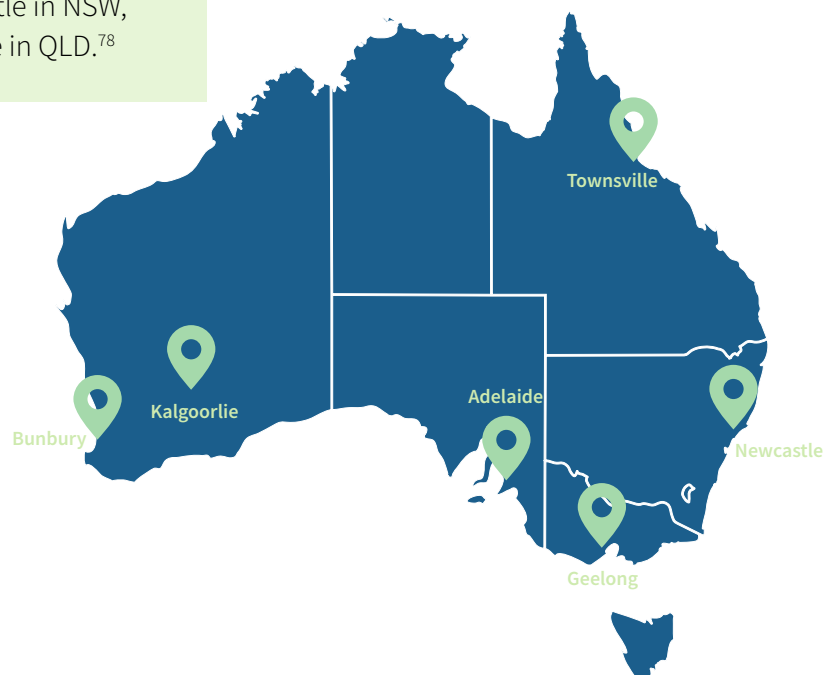 tle in NSW,
e in QLD.⁷⁸
Townsville
Adelaide
Kalgoorlie
Bunbury
Newcastle
Geelong